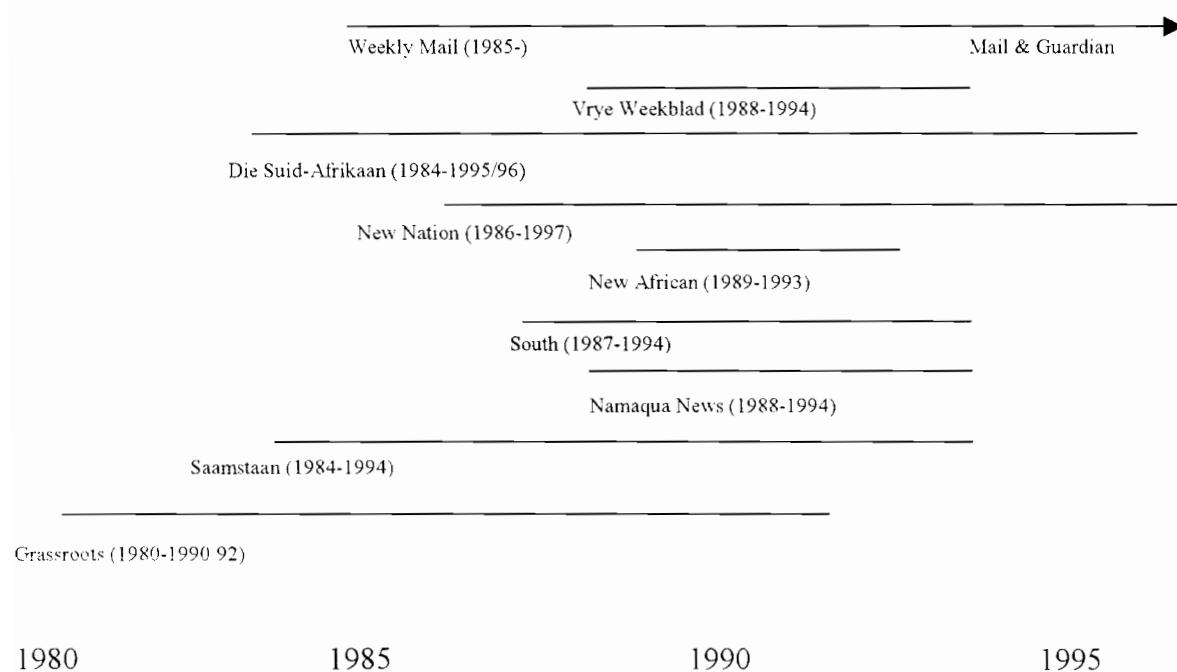 Weekly Mail (1985-) Mail & Guardian
Vrye Weekblad (1988-1994)
Die Suid-Afrikaan (1984-1995/96)
New Nation (1986-1997)
New African (1989-1993)
South (1987-1994)
Namaqua News (1988-1994)
Saamstaan (1984-1994)
Grassroots (1980-1990 92)
1980 1985 1990 1995